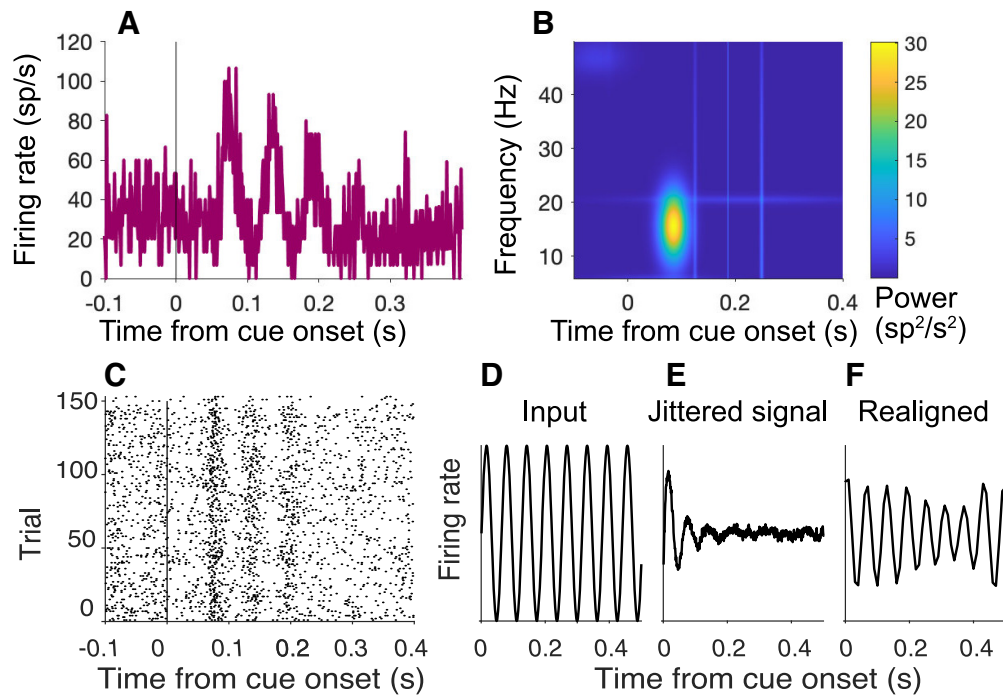 A
Firing rate (sp/s)
120
100
80
60
40
20
0
-0.1 0 0.1 0.2 0.3
Time from cue onset (s)
B
Frequency (Hz)
40
30
20
10
0 0.2 0.4
Time from cue onset (s)
30
25
20
15
10
5
Power
(sp²/s²)
C
Trial
150
100
50
0
-0.1 0 0.1 0.2 0.3 0.4
Time from cue onset (s)
D
Input
Firing rate
0 0.2 0.4
E
Jittered signal
0 0.2 0.4
F
Realigned
0 0.2 0.4
Time from cue onset (s)